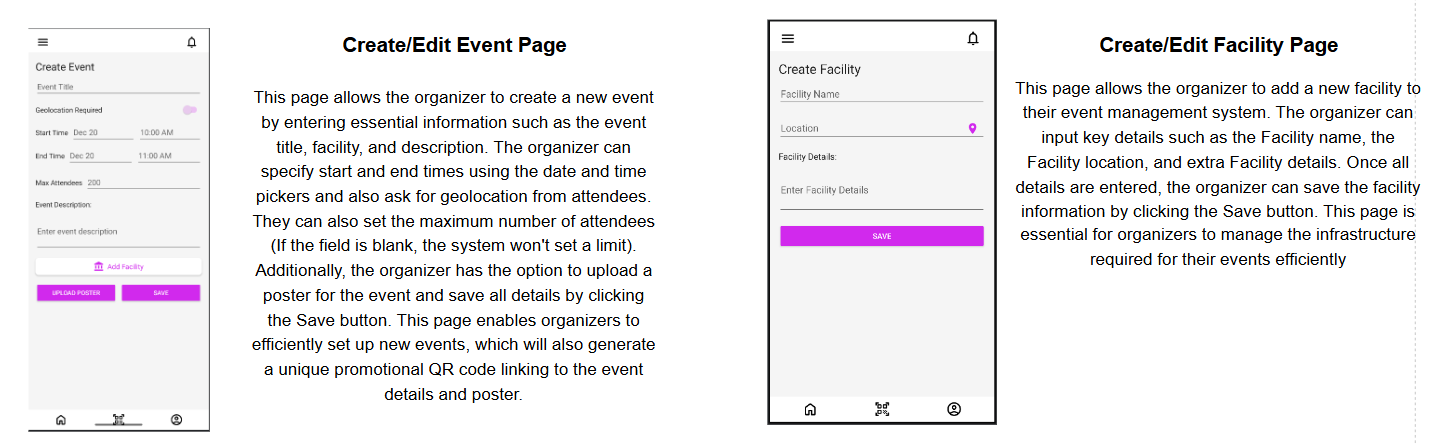 Create Event
Event Title
Geolocation Required
Start Time Dec 20 10:00 AM
End Time Dec 20 11:00 AM
Max Attendees 200
Event Description:
Enter event description
Add Facility
UPLOAD POSTER SAVE
Create/Edit Event Page
This page allows the organizer to create a new event
by entering essential information such as the event
title, facility, and description. The organizer can
specify start and end times using the date and time
pickers and also ask for geolocation from attendees.
They can also set the maximum number of attendees
(If the field is blank, the system won't set a limit).
Additionally, the organizer has the option to upload a
poster for the event and save all details by clicking
the Save button. This page enables organizers to
efficiently set up new events, which will also generate
a unique promotional QR code linking to the event
details and poster.
Create Facility
Facility Name
Location
Facility Details:
Enter Facility Details
SAVE
Create/Edit Facility Page
This page allows the organizer to add a new facility to
their event management system. The organizer can
input key details such as the Facility name, the
Facility location, and extra Facility details. Once all
details are entered, the organizer can save the facility
information by clicking the Save button. This page is
essential for organizers to manage the infrastructure
required for their events efficiently